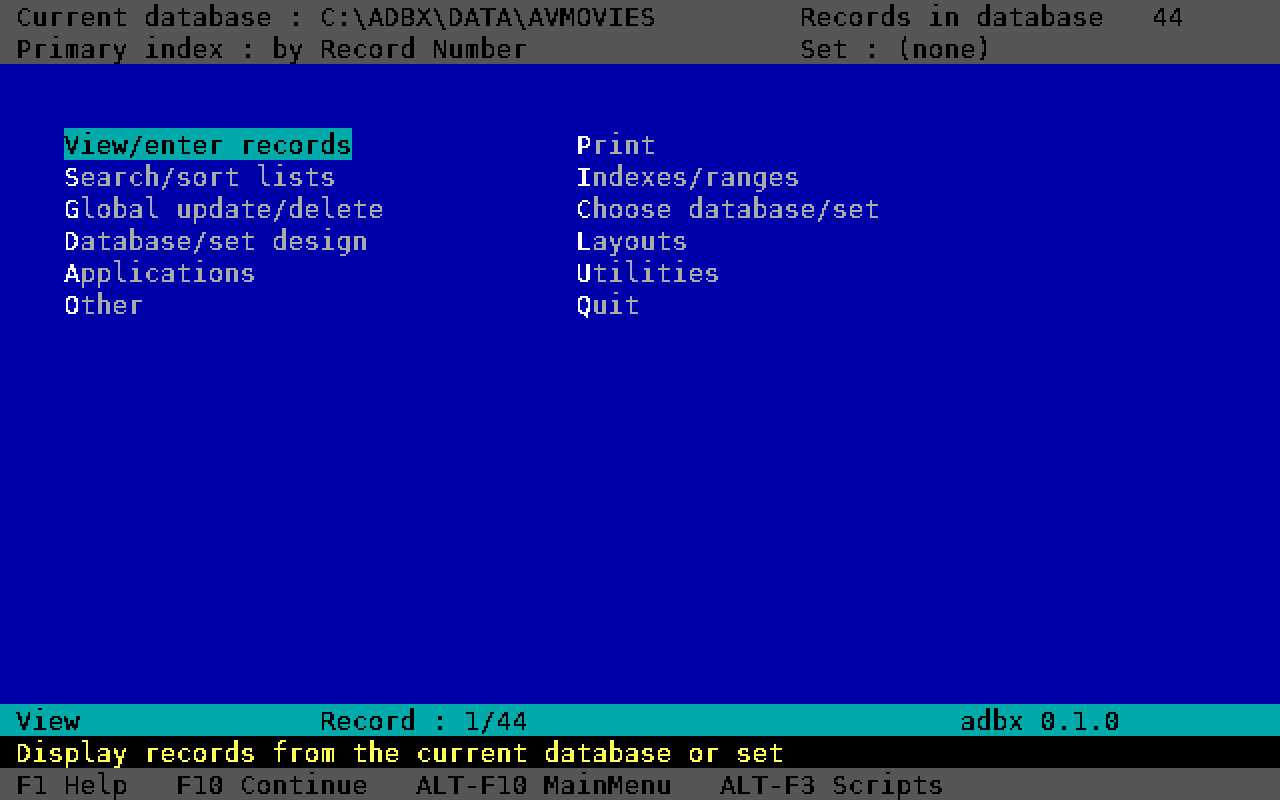 Current database : C:\ADBX\DATA\AVMOVIES Records in database 44
Primary index : by Record Number Set : (none)
View/enter records Print
Search/sort lists Indexes/ranges
Global update/delete Choose database/set
Database/set design Layouts
Applications Utilities
Other Quit
View Record : 1/44 adbx 0.1.0
Display records from the current database or set
F1 Help F10 Continue ALT-F10 MainMenu ALT-F3 Scripts